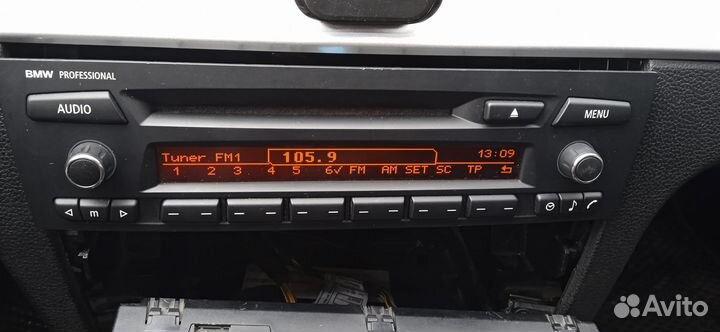 BMW PROFESSIONAL
AUDIO
MENU
Tuner FM1 105.9 13:09
1 2 3 4 5 6✓ FM AM SET SC TP
m
Avito